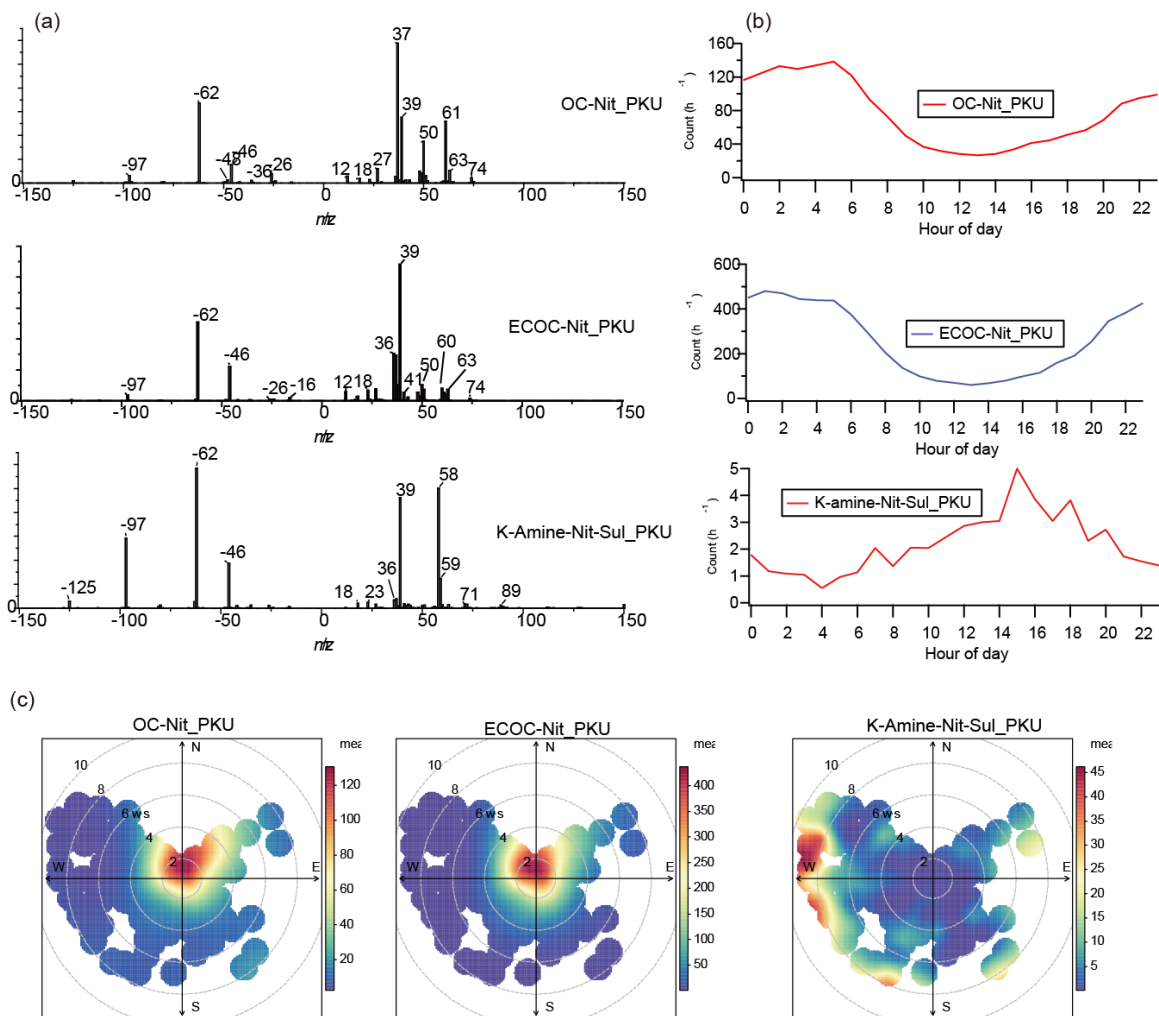 (a)
37
-62
39
61
OC-Nit_PKU
50
-46
-48
-97
-36
-26
12
18
27
63
74
0
-150
-100
-50
0
50
100
150
m/z
39
-62
ECOC-Nit_PKU
36
-46
60
50
63
-97
-26
-16
12
18
41
74
0
-150
-100
-50
0
50
100
150
m/z
-62
58
39
-97
K-Amine-Nit-Sul_PKU
-46
59
36
-125
18
23
71
89
0
-150
-100
-50
0
50
100
150
m/z
(b)
160
120
80
40
0
Count (h -1)
OC-Nit_PKU
0 2 4 6 8 10 12 14 16 18 20 22
Hour of day
600
400
200
0
Count (h -1)
ECOC-Nit_PKU
0 2 4 6 8 10 12 14 16 18 20 22
Hour of day
5
4
3
2
1
0
Count (h -1)
K-amine-Nit-Sul_PKU
0 2 4 6 8 10 12 14 16 18 20 22
Hour of day
(c)
OC-Nit_PKU
N
10
8
6 ws
4
2
W
E
S
mea
120
100
80
60
40
20
ECOC-Nit_PKU
N
10
8
6 ws
4
2
W
E
S
mea
400
350
300
250
200
150
100
50
K-Amine-Nit-Sul_PKU
N
10
8
6 ws
4
2
W
E
S
mea
45
40
35
30
25
20
15
10
5